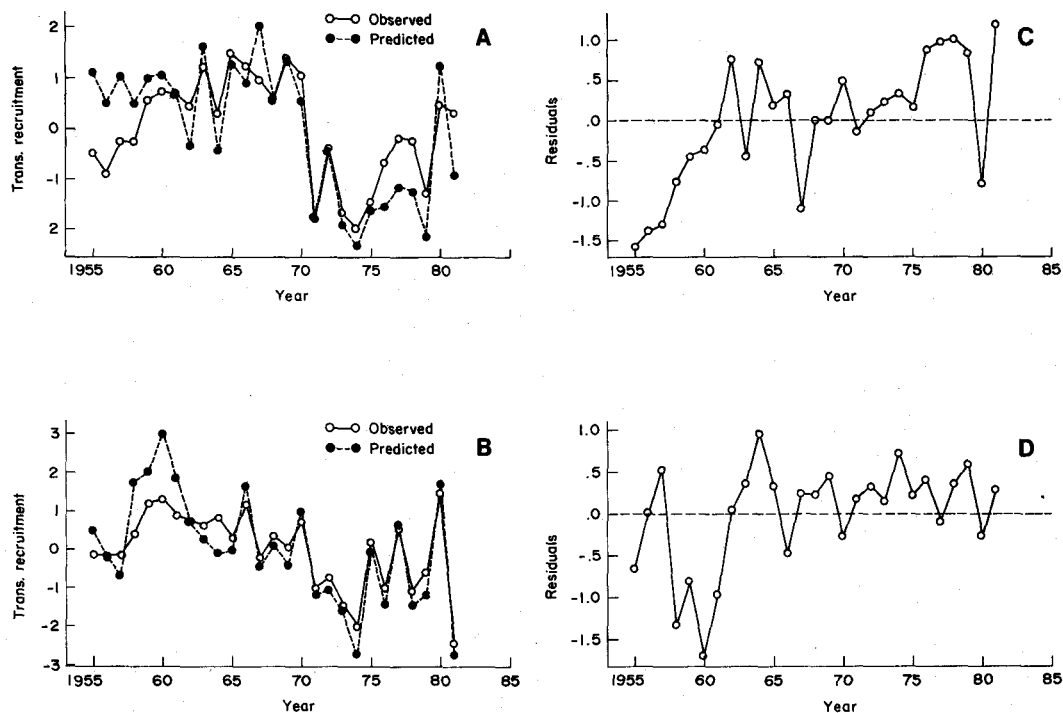 Observed
Predicted
A
2
1
0
-1
2
Trans. recruitment
1955 60 65 70 75 80 85
Year
C
1.0
.5
.0
-.5
-1.0
-1.5
Residuals
1955 60 65 70 75 80 85
Year
Observed
Predicted
B
3
2
1
0
-1
-2
-3
Trans. recruitment
1955 60 65 70 75 80 85
Year
D
1.0
.5
.0
-.5
-1.0
-1.5
Residuals
1955 60 65 70 75 80 85
Year